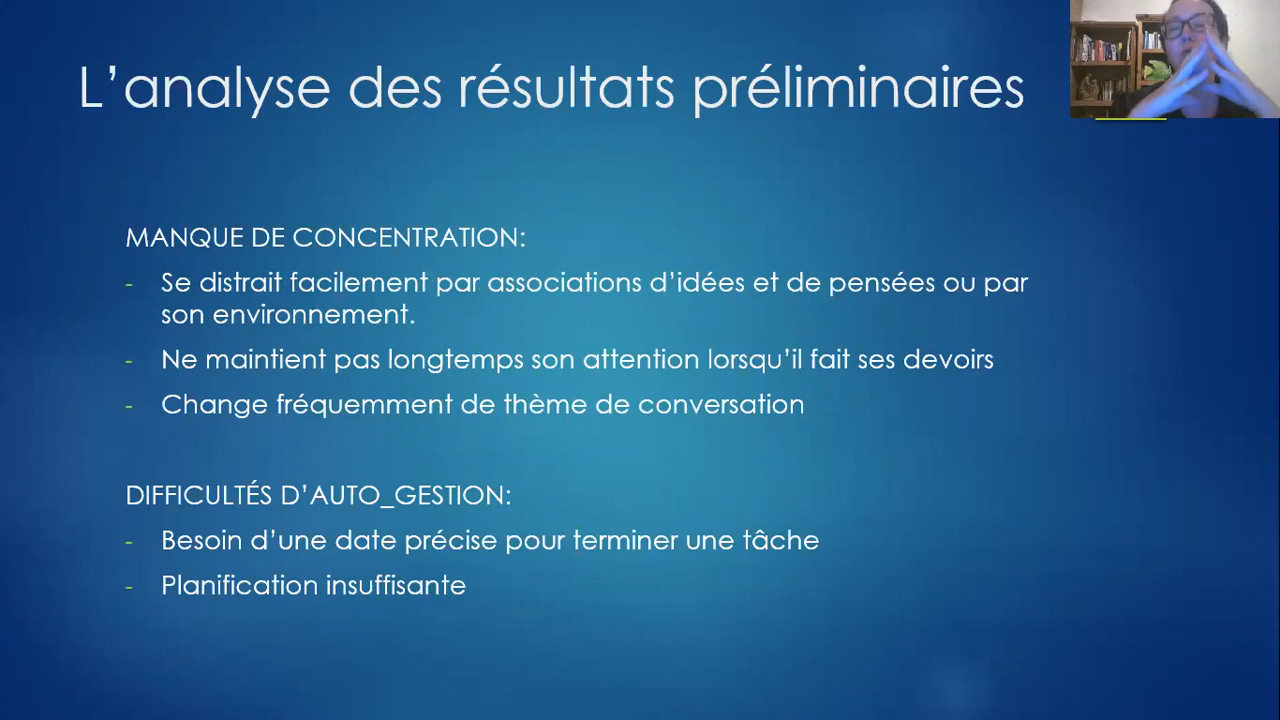 L’analyse des résultats préliminaires
MANQUE DE CONCENTRATION:
- Se distrait facilement par associations d’idées et de pensées ou par
son environnement.
- Ne maintient pas longtemps son attention lorsqu’il fait ses devoirs
- Change fréquemment de thème de conversation
DIFFICULTÉS D’AUTO_GESTION:
- Besoin d’une date précise pour terminer une tâche
- Planification insuffisante